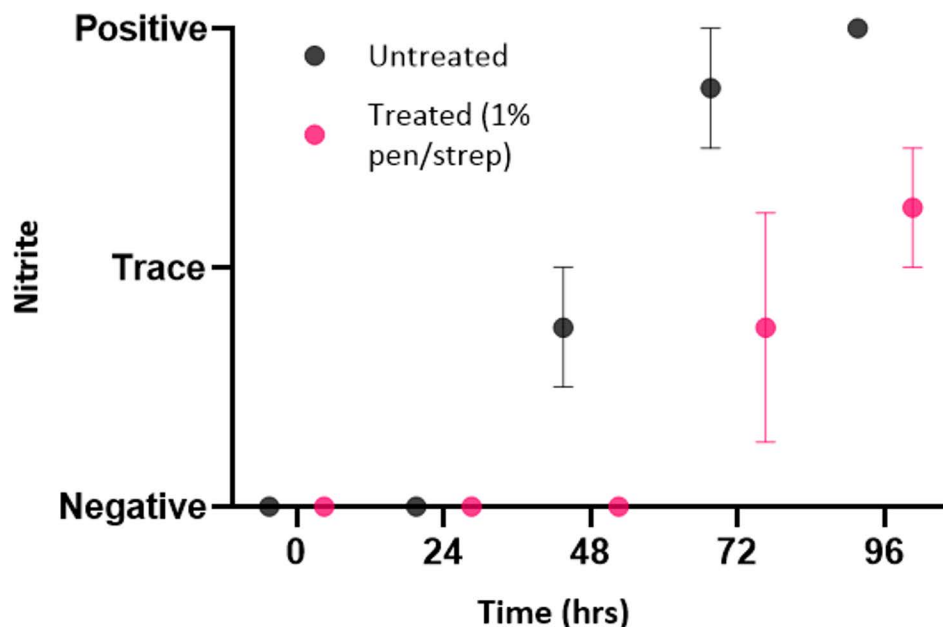 Positive
Untreated
Treated (1%
pen/strep)
Nitrite
Trace
Negative
0 24 48 72 96
Time (hrs)